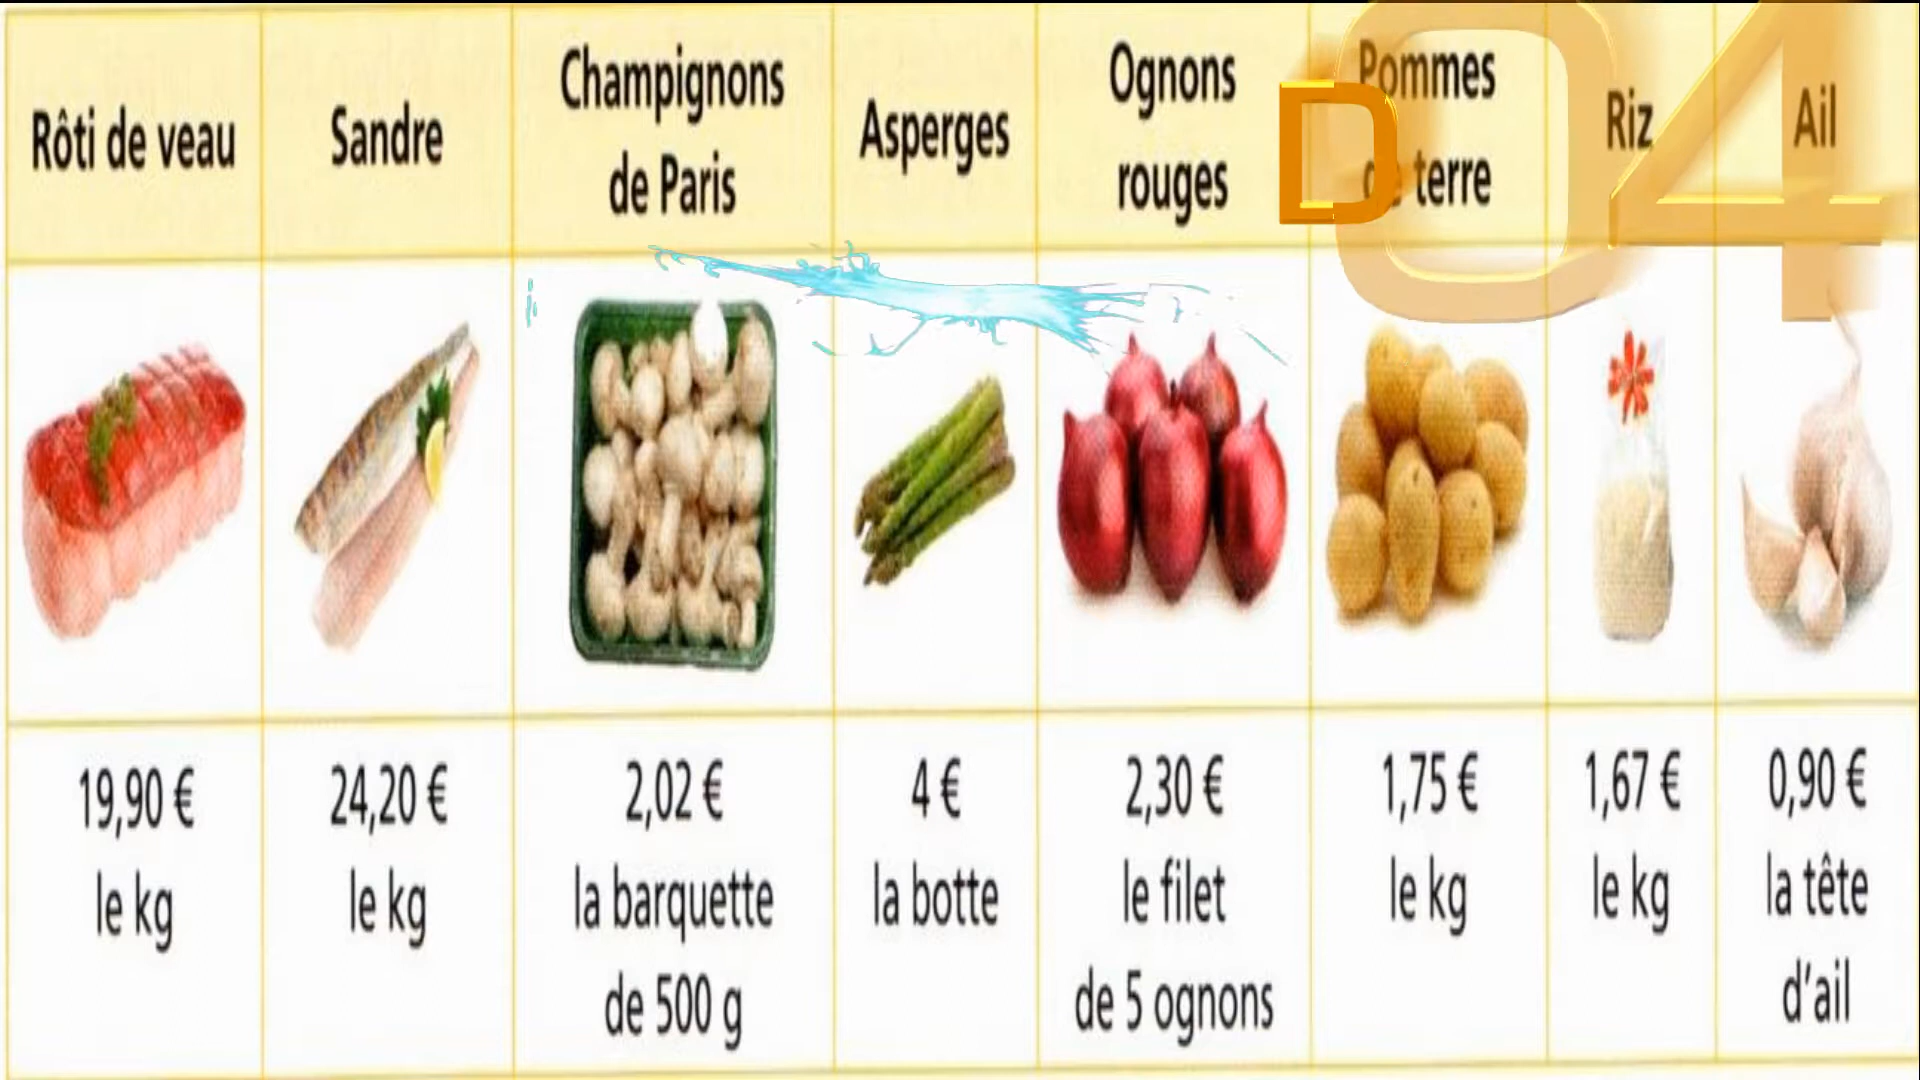 Rôti de veau
Sandre
Champignons
de Paris
Asperges
Ognons
rouges
Pommes
de terre
Riz
Ail
D
04
19,90 €
le kg
24,20 €
le kg
2,02 €
la barquette
de 500 g
4 €
la botte
2,30 €
le filet
de 5 ognons
1,75 €
le kg
1,67 €
le kg
0,90 €
la tête
d'ail